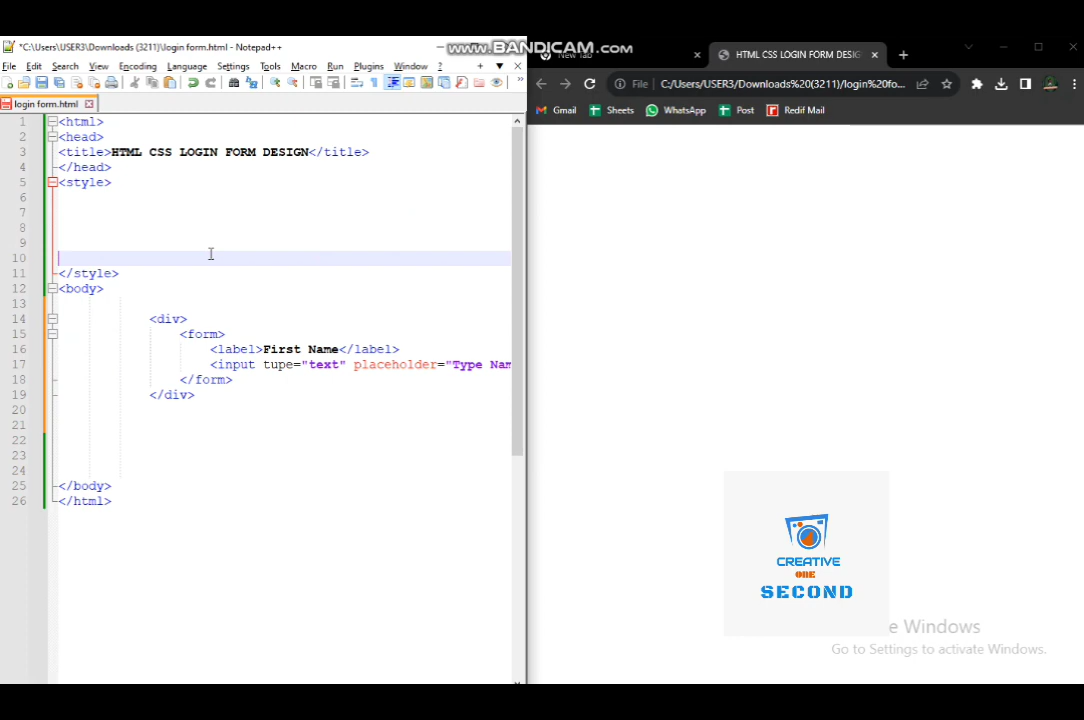 *C:\Users\USER3\Downloads (3211)\login form.html - Notepad++
www.BANDICAM.com
New Tab
HTML CSS LOGIN FORM DESIG
File Edit Search View Encoding Language Settings Tools Macro Run Plugins Window ?
File C:/Users/USER3/Downloads%20(3211)/login%20fo...
login form.html
Gmail Sheets WhatsApp Post Redif Mail
1 <html>
2 <head>
3 <title>HTML CSS LOGIN FORM DESIGN</title>
4 </head>
5 <style>
6
7
8
9
10
11 </style>
12 <body>
13
14 <div>
15 <form>
16 <label>First Name</label>
17 <input tupe="text" placeholder="Type Nam
18 </form>
19 </div>
20
21
22
23
24
25 </body>
26 </html>
CREATIVE
ONE
SECOND
e Windows
Go to Settings to activate Windows.